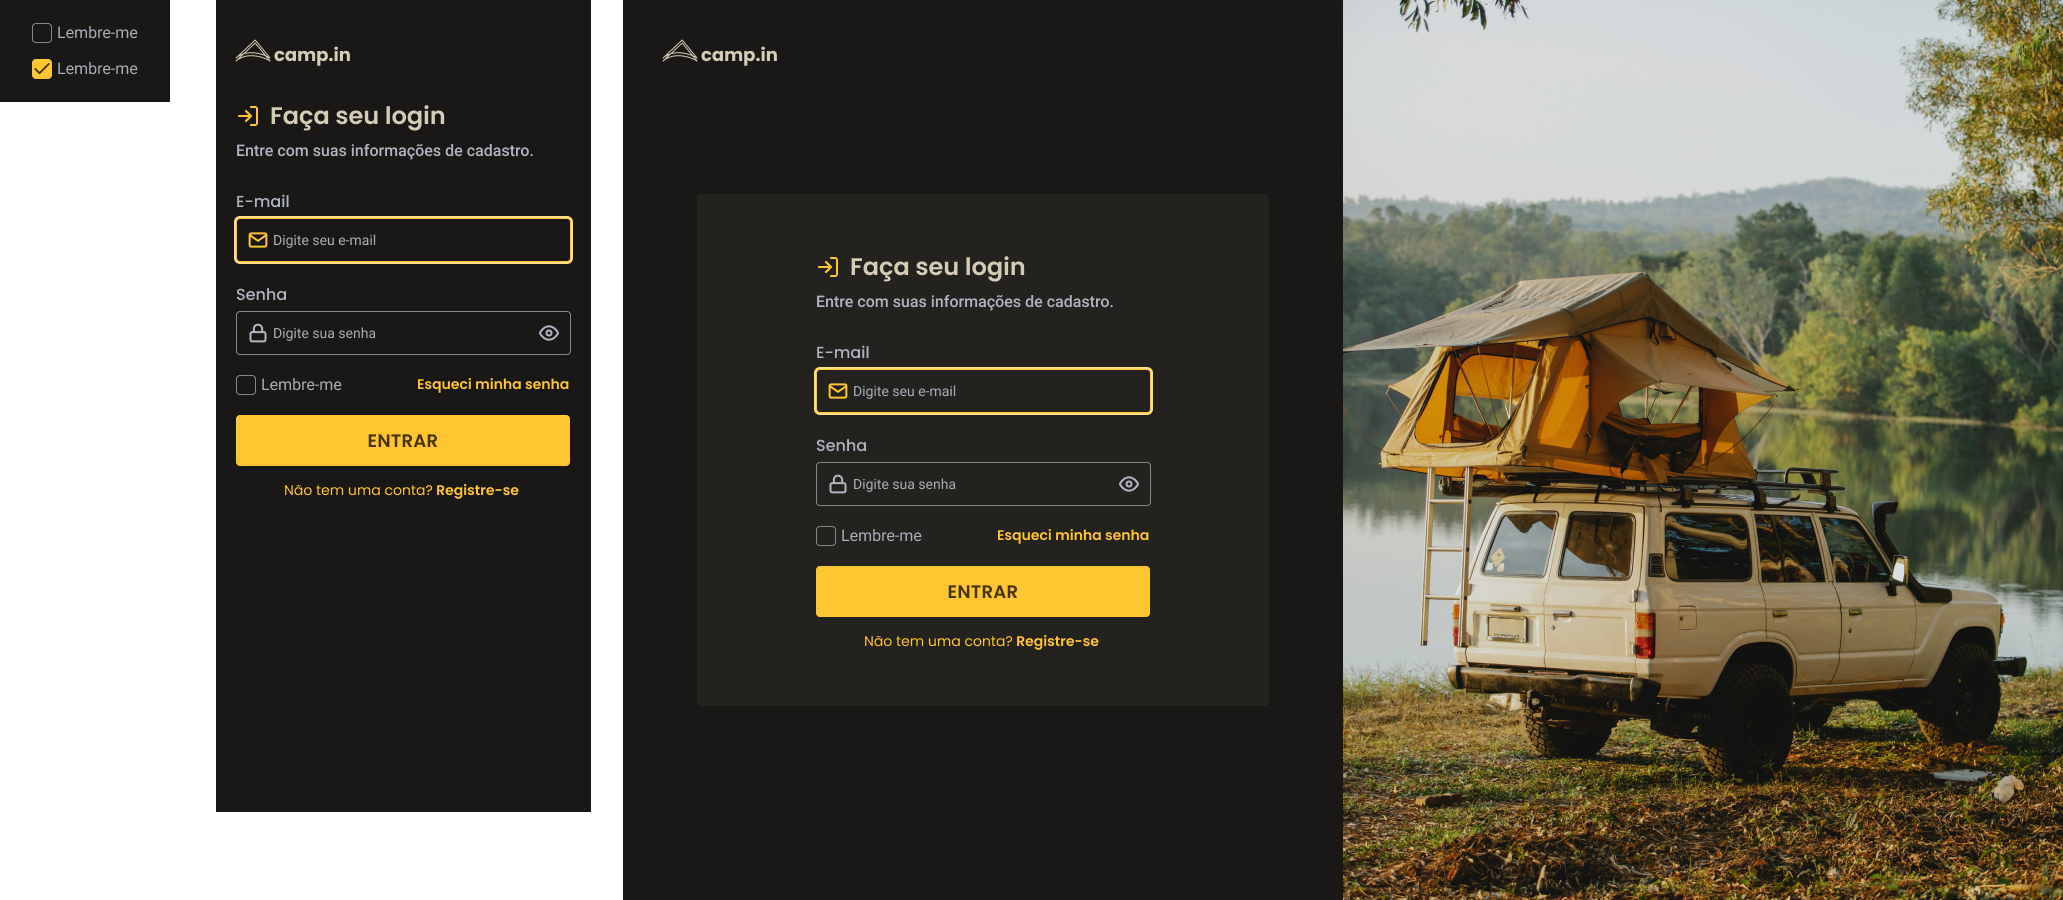 Lembre-me
Lembre-me
camp.in
Faça seu login
Entre com suas informações de cadastro.
E-mail
Digite seu e-mail
Senha
Digite sua senha
Lembre-me Esqueci minha senha
ENTRAR
Não tem uma conta? Registre-se
camp.in
Faça seu login
Entre com suas informações de cadastro.
E-mail
Digite seu e-mail
Senha
Digite sua senha
Lembre-me Esqueci minha senha
ENTRAR
Não tem uma conta? Registre-se